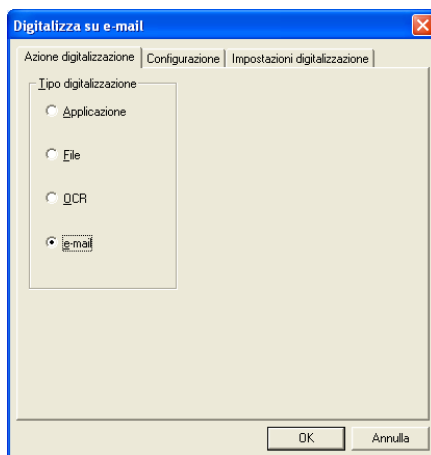 Digitalizza su e-mail
Azione digitalizzazione Configurazione Impostazioni digitalizzazione
Tipo digitalizzazione
Applicazione
File
OCR
e-mail
OK Annulla